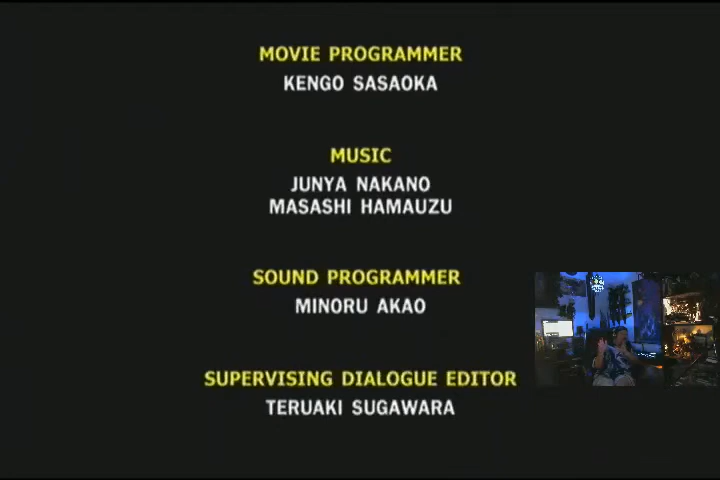 MOVIE PROGRAMMER
KENGO SASAOKA
MUSIC
JUNYA NAKANO
MASASHI HAMAUZU
SOUND PROGRAMMER
MINORU AKAO
SUPERVISING DIALOGUE EDITOR
TERUAKI SUGAWARA